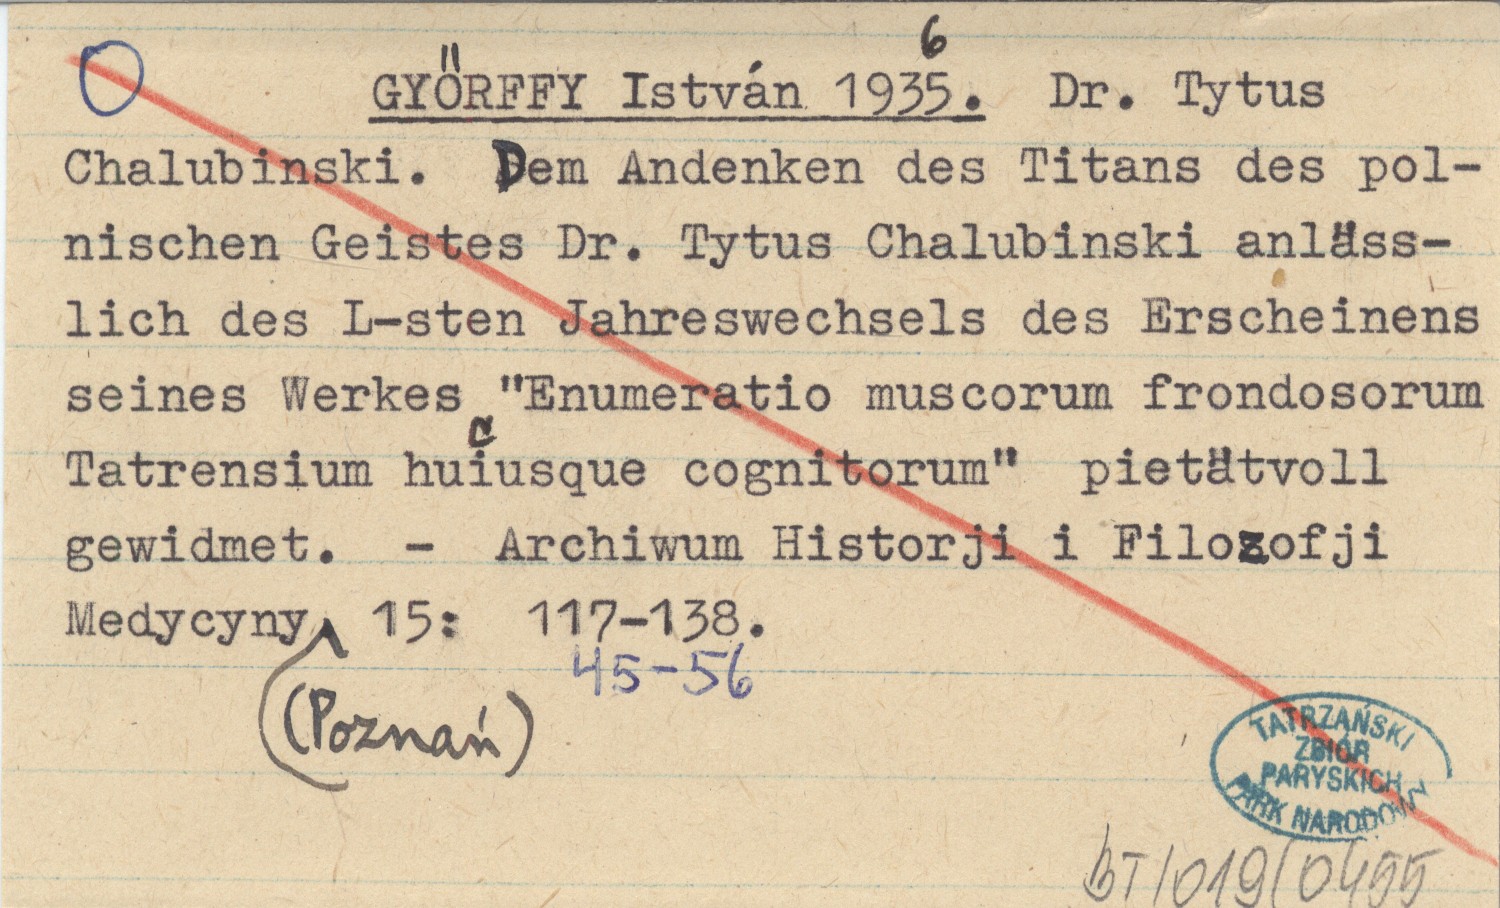 6
GYÖRFFY István 1935. Dr. Tytus
Chalubinski. Dem Andenken des Titans des pol-
nischen Geistes Dr. Tytus Chalubinski anläss-
lich des L-sten Jahreswechsels des Erscheinens
seines Werkes "Enumeratio muscorum frondosorum
c
Tatrensium huiusque cognitorum" pietätvoll
gewidmet. - Archiwum Historji i Filozofji
Medycyny 15: 117-138.
45-56
(Poznań)
TATRZAŃSKI
ZBIÓR
PARYSKICH
PARK NARODOWY
BT/019/0455